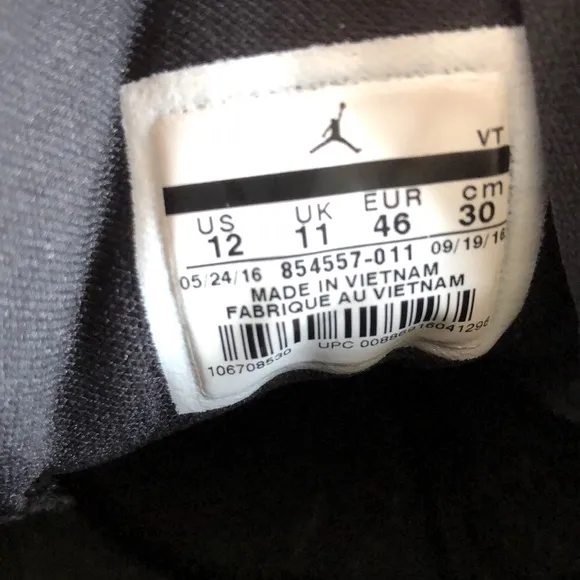 VT
US UK EUR cm
12 11 46 30
05/24/16 854557-011 09/19/16
MADE IN VIETNAM
FABRIQUE AU VIETNAM
106708530 UPC